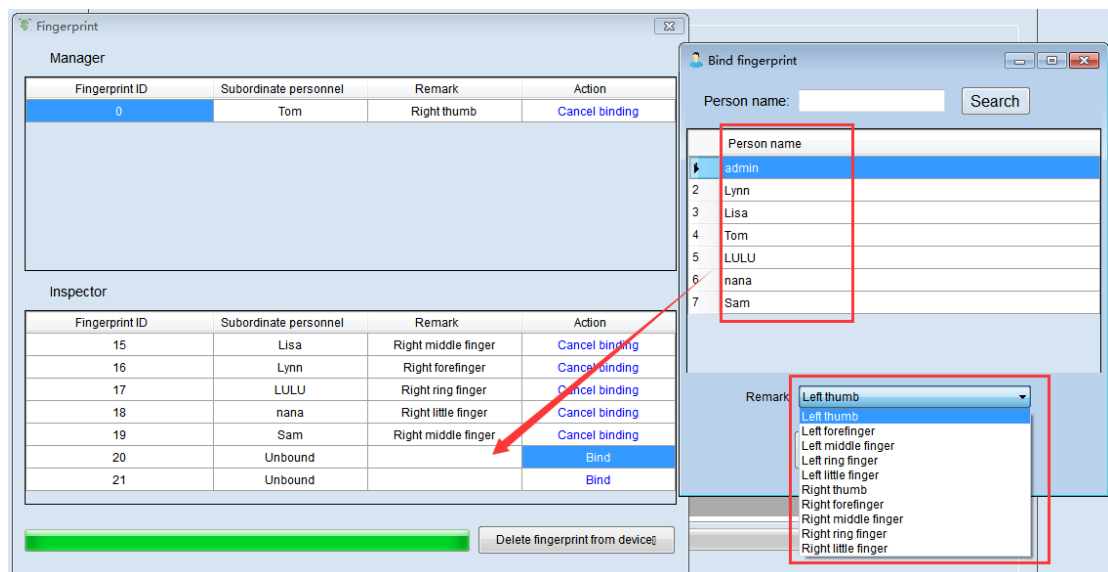 Fingerprint
Manager
Fingerprint ID Subordinate personnel Remark Action
0 Tom Right thumb Cancel binding
Inspector
Fingerprint ID Subordinate personnel Remark Action
15 Lisa Right middle finger Cancel binding
16 Lynn Right forefinger Cancel binding
17 LULU Right ring finger Cancel binding
18 nana Right little finger Cancel binding
19 Sam Right middle finger Cancel binding
20 Unbound Bind
21 Unbound Bind
Delete fingerprint from device
Bind fingerprint
Person name: Search
Person name
admin
2 Lynn
3 Lisa
4 Tom
5 LULU
6 nana
7 Sam
Remark Left thumb
Left thumb
Left forefinger
Left middle finger
Left ring finger
Left little finger
Right thumb
Right forefinger
Right middle finger
Right ring finger
Right little finger